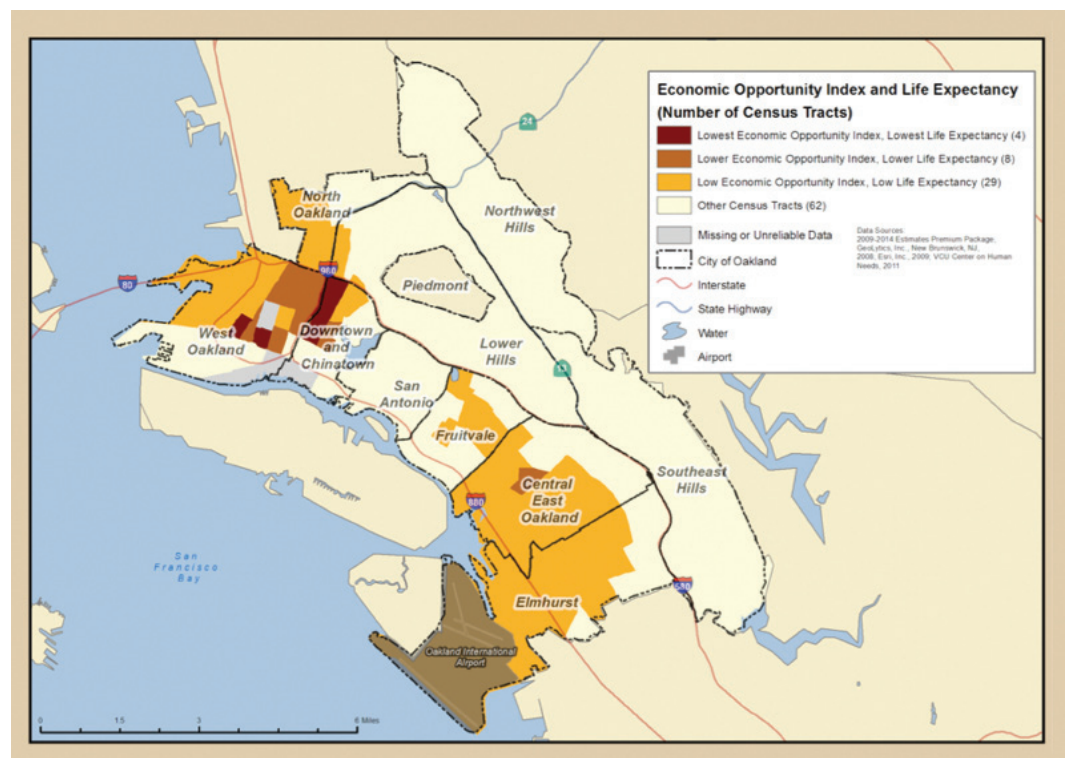 Economic Opportunity Index and Life Expectancy
(Number of Census Tracts)
Lowest Economic Opportunity Index, Lowest Life Expectancy (4)
Lower Economic Opportunity Index, Lower Life Expectancy (8)
Low Economic Opportunity Index, Low Life Expectancy (29)
Other Census Tracts (62)
Missing or Unreliable Data
City of Oakland
Interstate
State Highway
Water
Airport
Data Sources:
2009-2014 Estimates Premium Package,
GeoLytics, Inc., New Brunswick, NJ,
2008; Esri, Inc., 2009; VCU Center on Human
Needs, 2011
24
North
Oakland
Northwest
Hills
980
80
Piedmont
West
Oakland
Downtown
and
Chinatown
Lower
Hills
13
San
Antonio
Fruitvale
Central
East
Oakland
Southeast
Hills
880
San
Francisco
Bay
580
Elmhurst
Oakland International
Airport
0
1.5
3
6 Miles